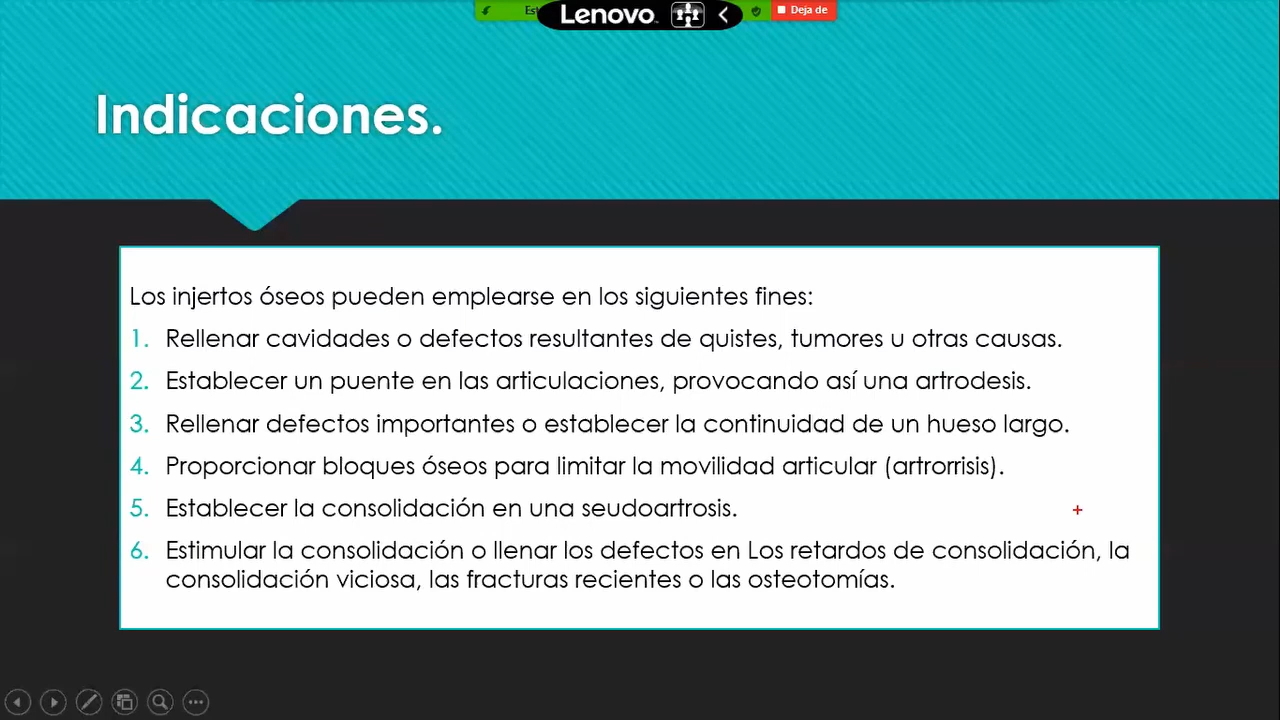 Lenovo
Deja de
Indicaciones.
Los injertos óseos pueden emplearse en los siguientes fines:
1. Rellenar cavidades o defectos resultantes de quistes, tumores u otras causas.
2. Establecer un puente en las articulaciones, provocando así una artrodesis.
3. Rellenar defectos importantes o establecer la continuidad de un hueso largo.
4. Proporcionar bloques óseos para limitar la movilidad articular (artrorrisis).
5. Establecer la consolidación en una seudoartrosis.
6. Estimular la consolidación o llenar los defectos en Los retardos de consolidación, la
consolidación viciosa, las fracturas recientes o las osteotomías.